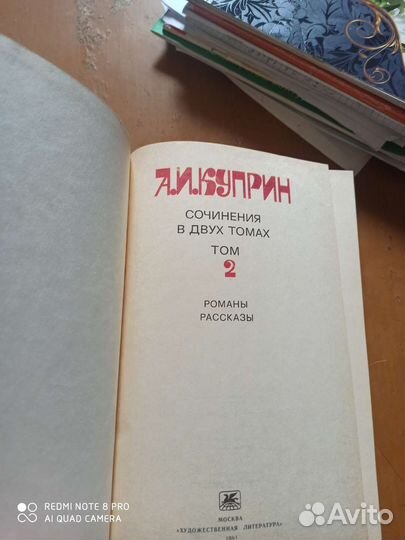 А.И.КУПРИН
СОЧИНЕНИЯ
В ДВУХ ТОМАХ
ТОМ
2
РОМАНЫ
РАССКАЗЫ
МОСКВА
«ХУДОЖЕСТВЕННАЯ ЛИТЕРАТУРА»
REDMI NOTE 8 PRO
AI QUAD CAMERA
Avito